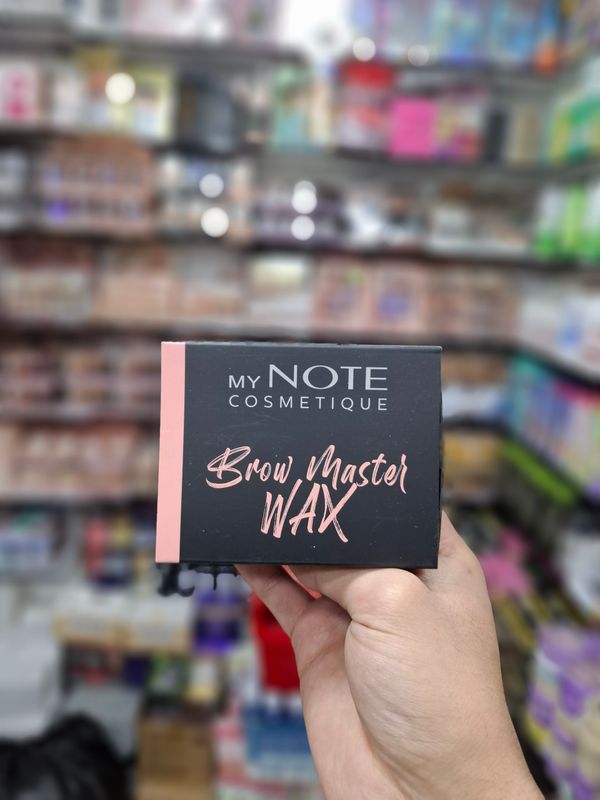 MY NOTE
COSMETIQUE
Brow Master
WAX